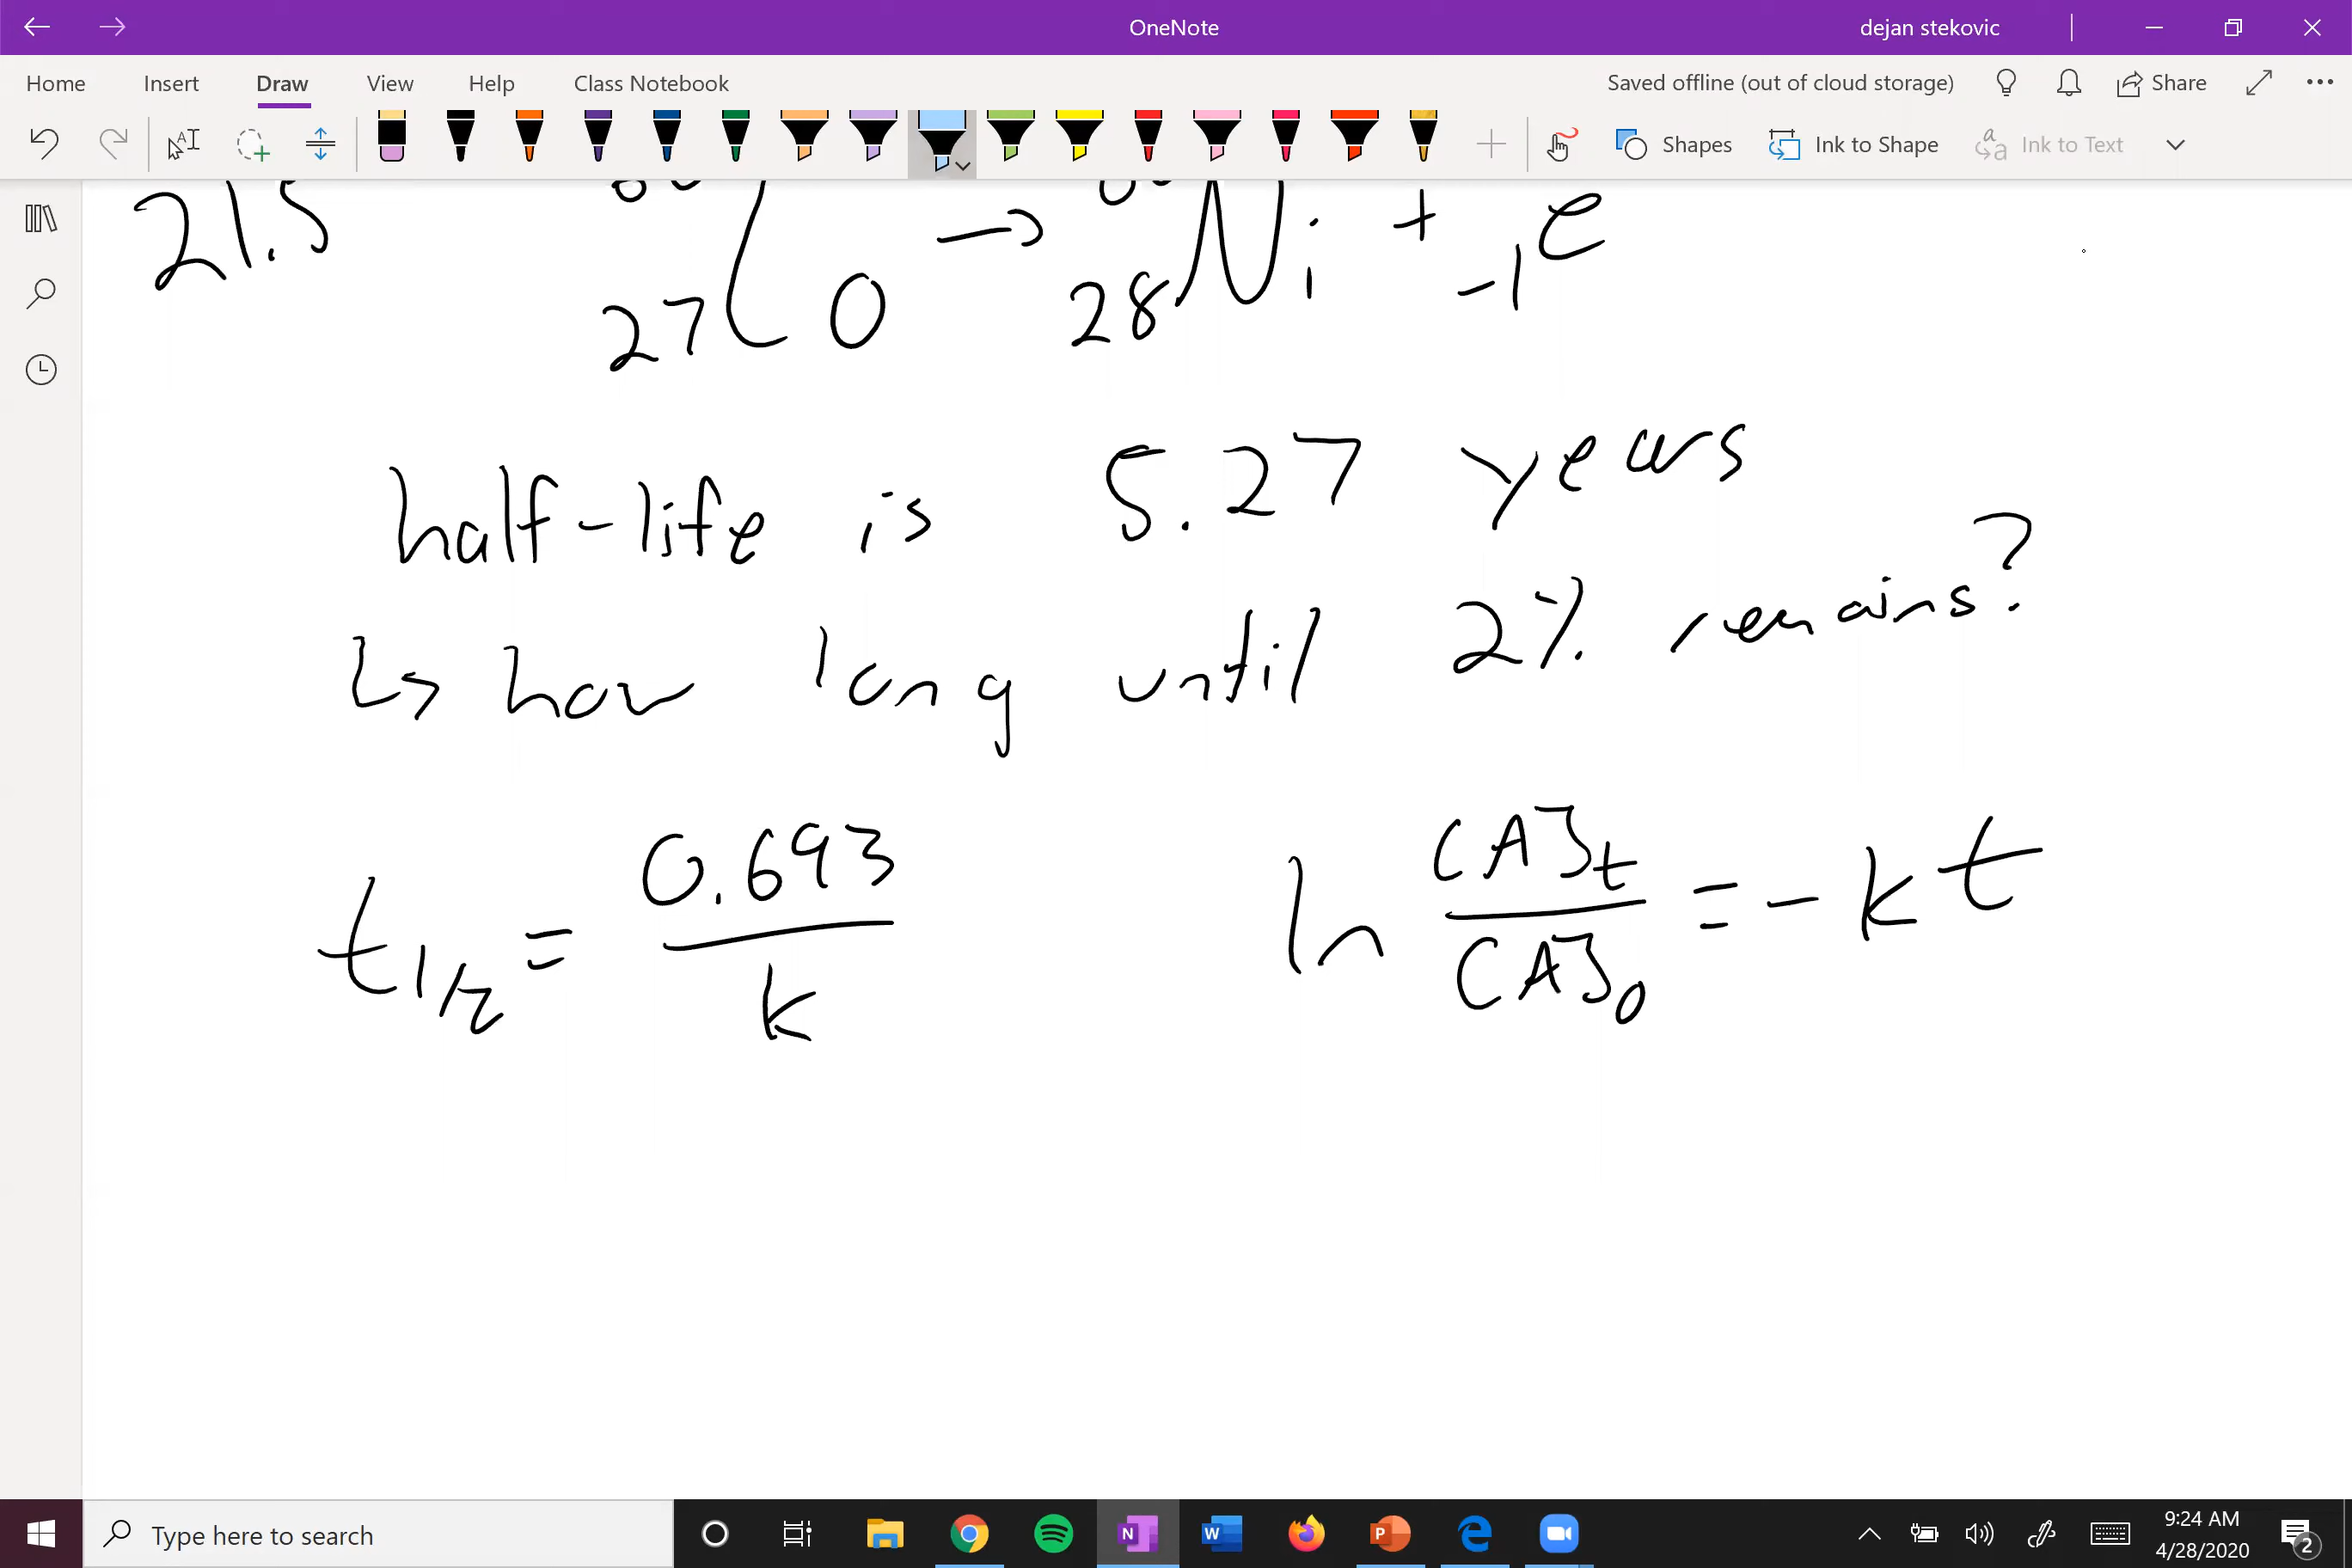 OneNote
dejan stekovic
Home Insert Draw View Help Class Notebook
Saved offline (out of cloud storage) Share
Shapes Ink to Shape Ink to Text
21.5 27Co → 28Ni + -1e
half-life is 5.27 years
↳ how long until 2% remains?
t1/2 = 0.693 / k
ln [A]t / [A]0 = - k t
Type here to search
9:24 AM
4/28/2020
2